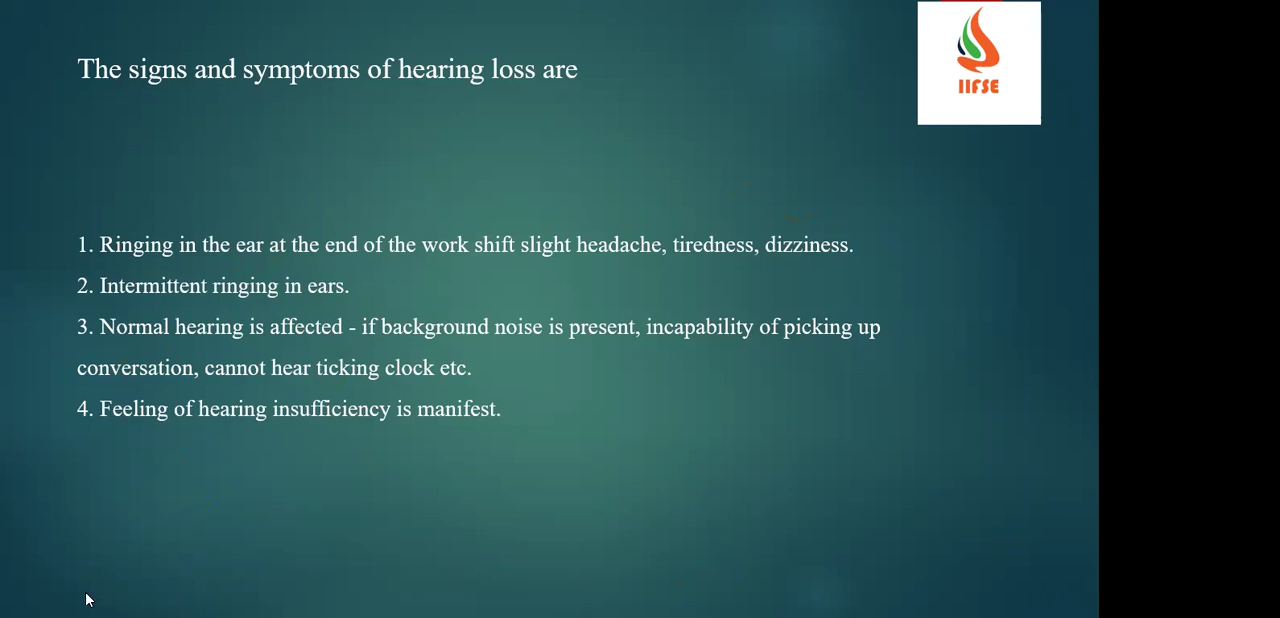 The signs and symptoms of hearing loss are
IIFSE
1. Ringing in the ear at the end of the work shift slight headache, tiredness, dizziness.
2. Intermittent ringing in ears.
3. Normal hearing is affected - if background noise is present, incapability of picking up
conversation, cannot hear ticking clock etc.
4. Feeling of hearing insufficiency is manifest.